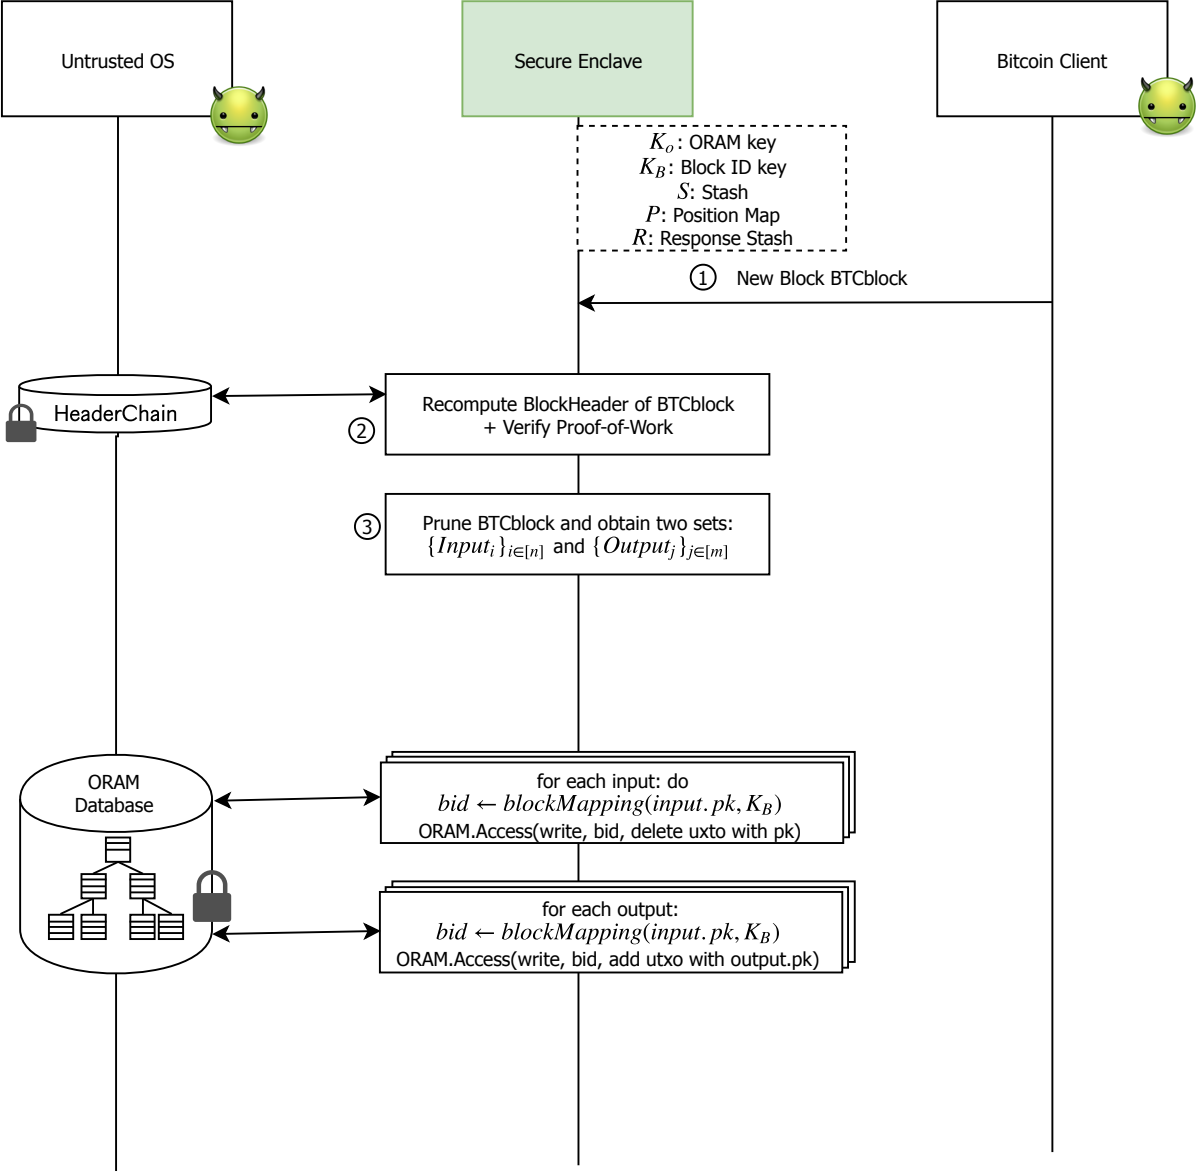 Untrusted OS
Secure Enclave
Bitcoin Client
K_o: ORAM key
K_B: Block ID key
S: Stash
P: Position Map
R: Response Stash
1 New Block BTCblock
HeaderChain
2
Recompute BlockHeader of BTCblock
+ Verify Proof-of-Work
3
Prune BTCblock and obtain two sets:
{Input_i}_{i∈[n]} and {Output_j}_{j∈[m]}
ORAM
Database
for each input: do
bid ← blockMapping(input.pk, K_B)
ORAM.Access(write, bid, delete uxto with pk)
for each output:
bid ← blockMapping(input.pk, K_B)
ORAM.Access(write, bid, add utxo with output.pk)